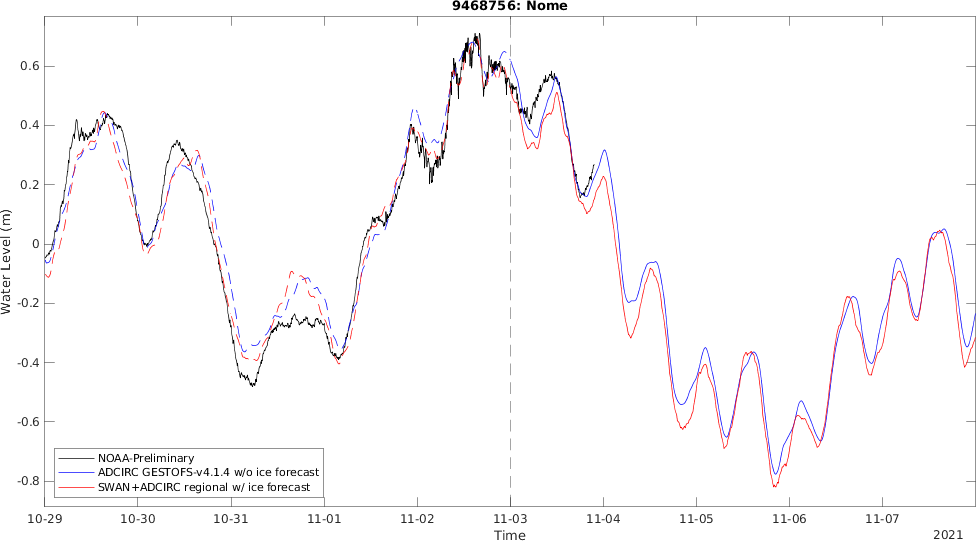 9468756: Nome
Water Level (m)
0.6
0.4
0.2
0
-0.2
-0.4
-0.6
-0.8
NOAA-Preliminary
ADCIRC GESTOFS-v4.1.4 w/o ice forecast
SWAN+ADCIRC regional w/ ice forecast
10-29 10-30 10-31 11-01 11-02 11-03 11-04 11-05 11-06 11-07
Time
2021